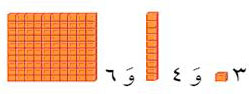 ٣ وَ ٤ وَ ٦